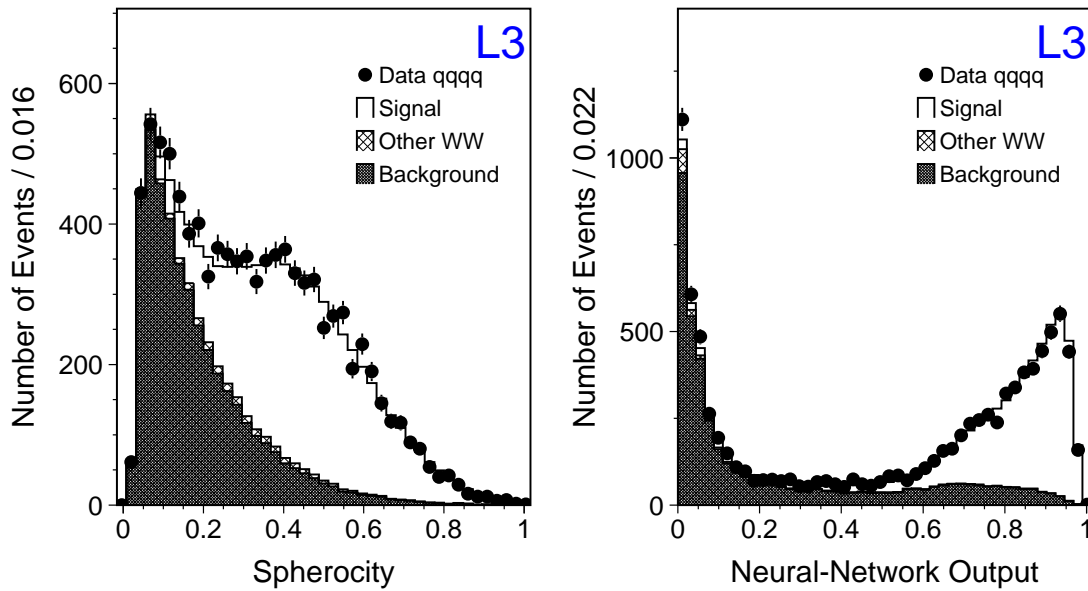 L3
Data qqqq
Signal
Other WW
Background
Number of Events / 0.016
600
400
200
0
0
0.2
0.4
0.6
0.8
1
Spherocity
L3
Data qqqq
Signal
Other WW
Background
Number of Events / 0.022
1000
500
0
0
0.2
0.4
0.6
0.8
1
Neural-Network Output